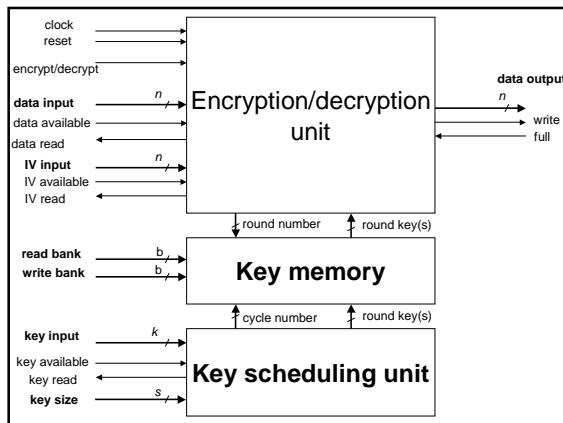 clock
reset
encrypt/decrypt
data input n
data available
data read
IV input n
IV available
IV read
Encryption/decryption
unit
data output
n
write
full
round number round key(s)
read bank b
write bank b
Key memory
cycle number round key(s)
key input k
key available
key read
key size s
Key scheduling unit